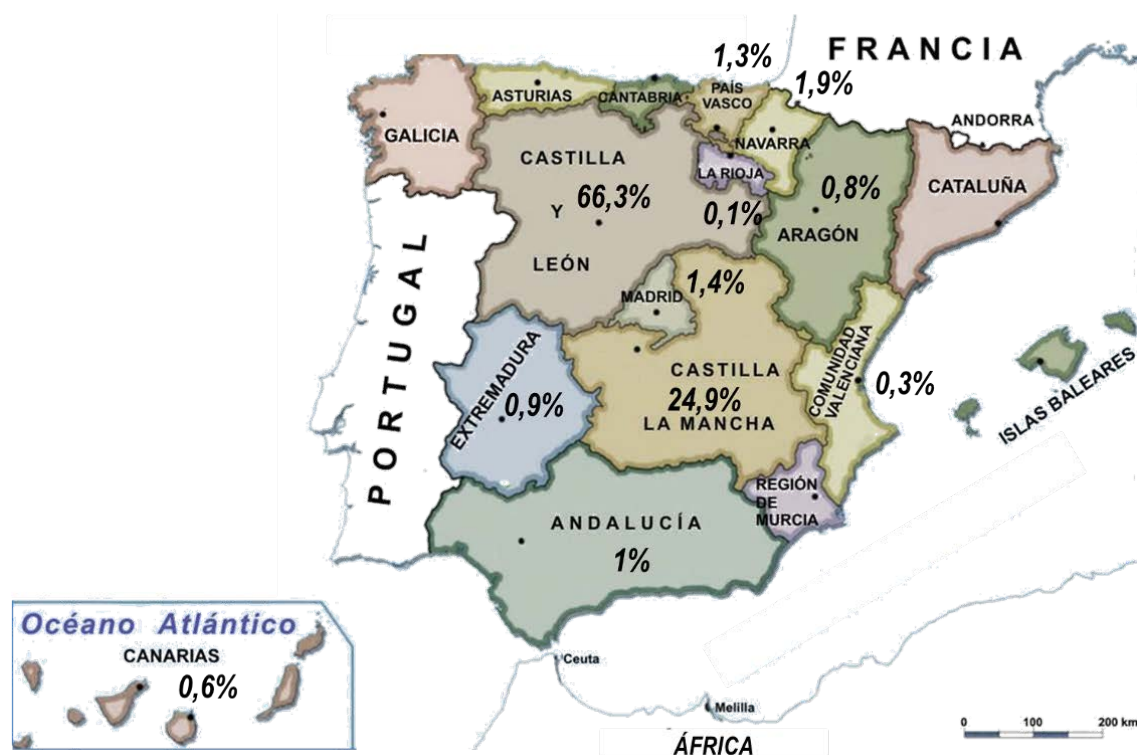 FRANCIA
1,3%
1,9%
PAÍS
VASCO
ASTURIAS
CANTABRIA
ANDORRA
GALICIA
NAVARRA
CASTILLA
LA RIOJA
CATALUÑA
66,3%
0,8%
Y
0,1%
ARAGÓN
LEÓN
PORTUGAL
MADRID
1,4%
COMUNIDAD
VALENCIANA
EXTREMADURA
CASTILLA
0,3%
ISLAS BALEARES
0,9%
24,9%
LA MANCHA
REGIÓN
DE
MURCIA
ANDALUCÍA
1%
Océano Atlántico
CANARIAS
0,6%
Ceuta
Melilla
0 100 200 km
ÁFRICA